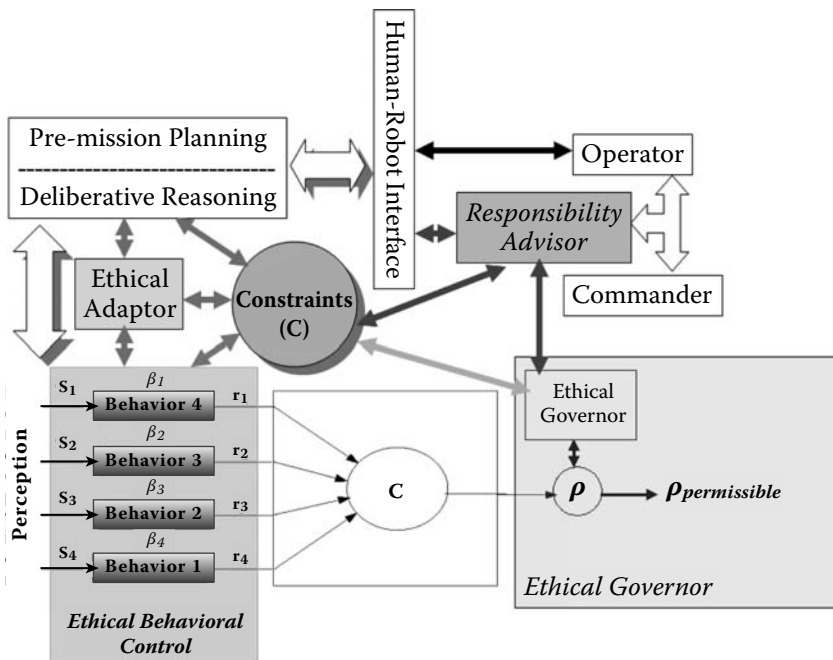 Pre-mission Planning
Deliberative Reasoning
Human-Robot Interface
Operator
Responsibility
Advisor
Commander
Ethical
Adaptor
Constraints
(C)
Perception
S1
β1
Behavior 4
r1
S2
β2
Behavior 3
r2
S3
β3
Behavior 2
r3
S4
β4
Behavior 1
r4
Ethical Behavioral
Control
C
Ethical
Governor
ρ
ρpermissible
Ethical Governor